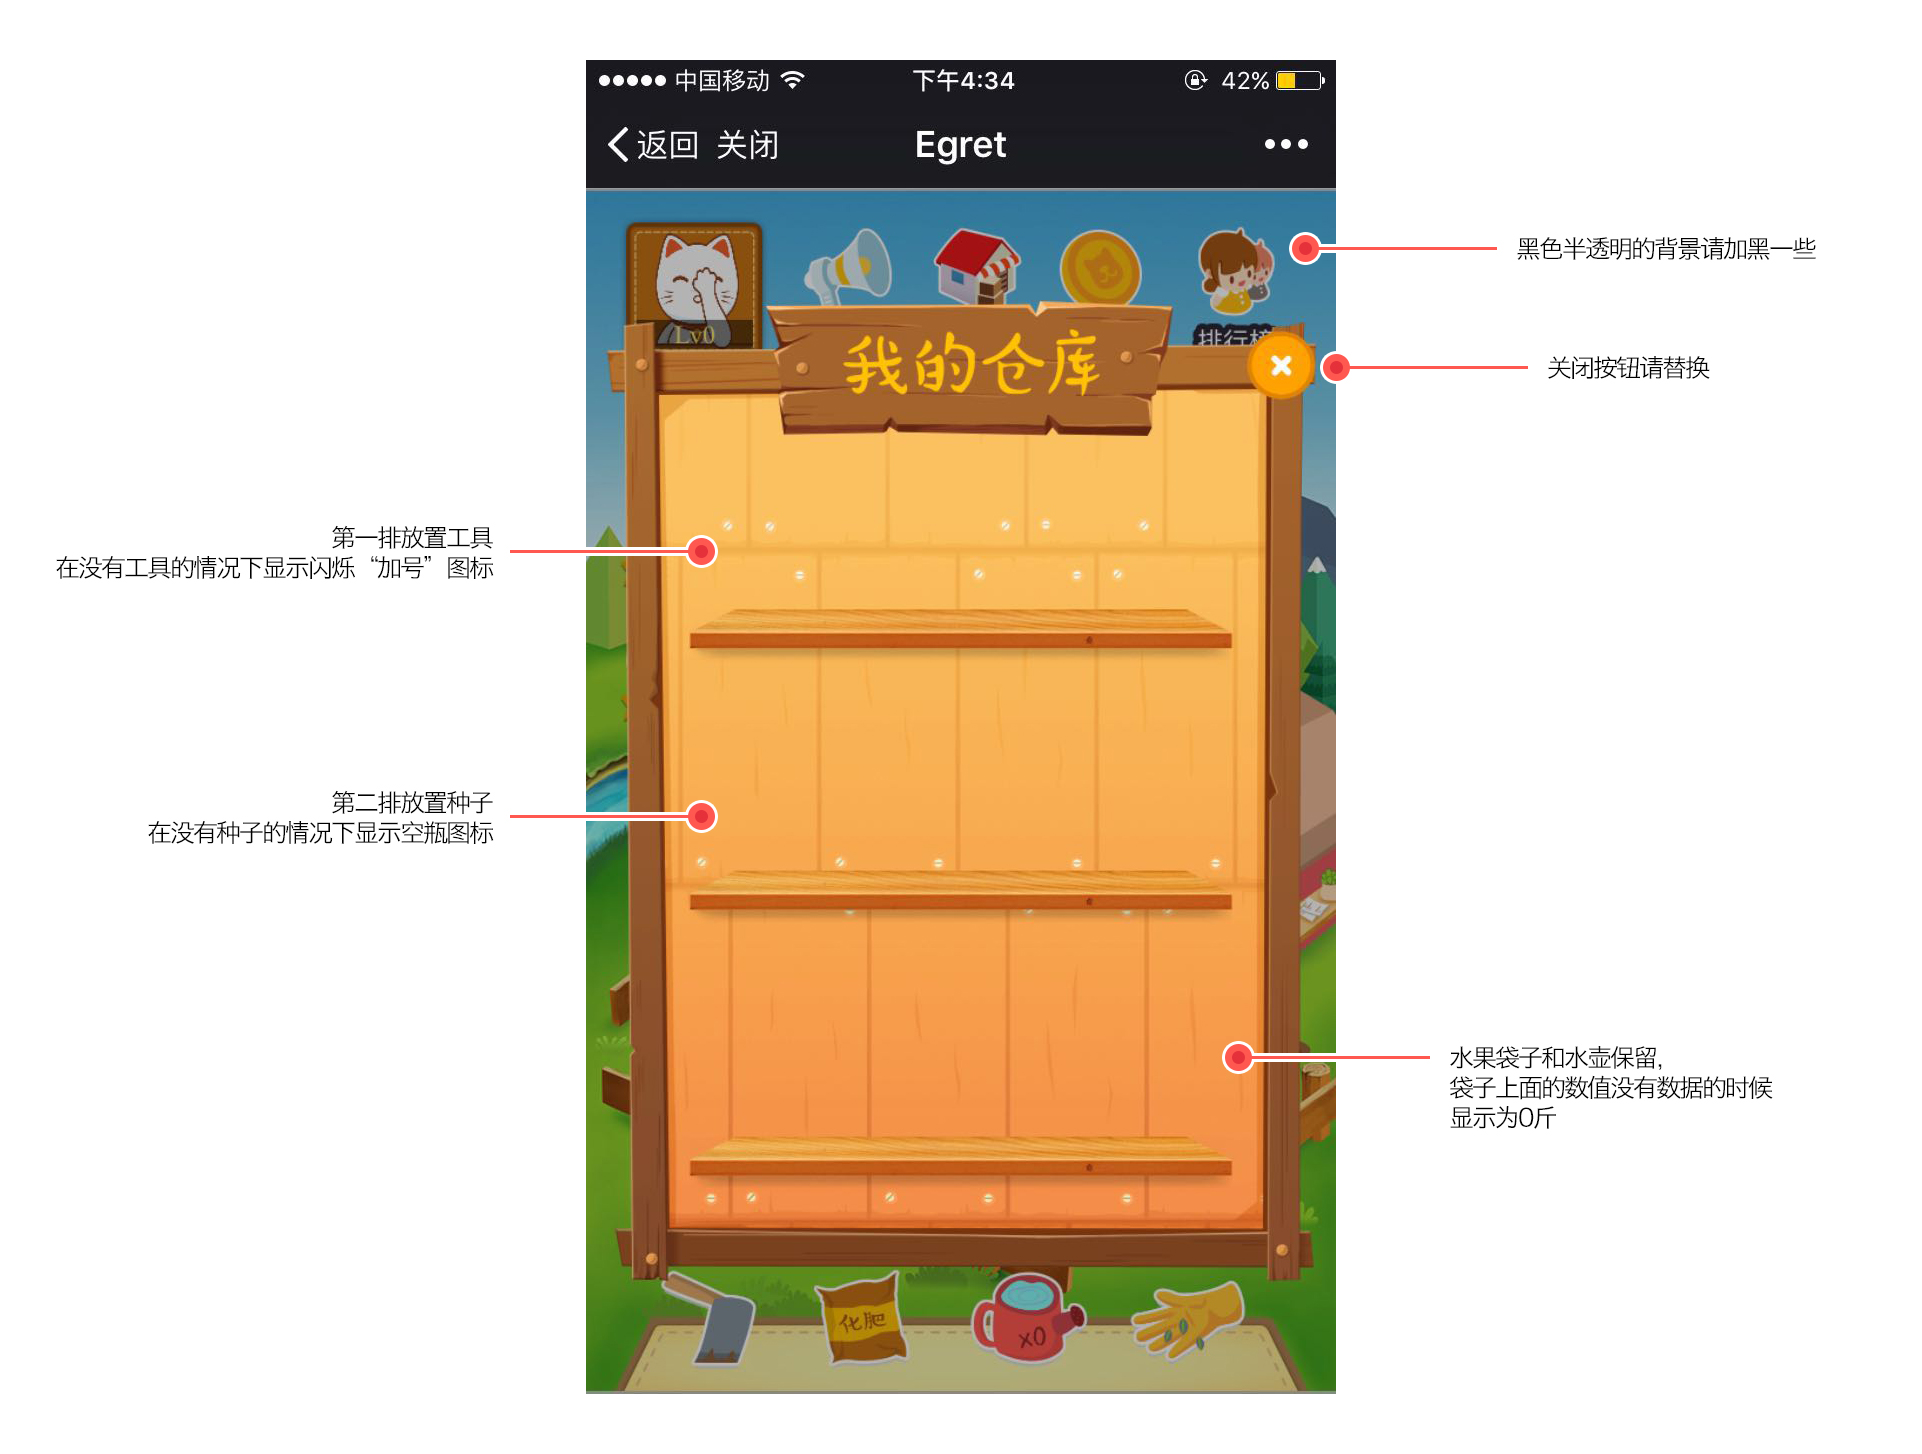 中国移动
下午4:34
42%
返回 关闭
Egret
黑色半透明的背景请加黑一些
Lv0
排行榜
我的仓库
关闭按钮请替换
第一排放置工具
在没有工具的情况下显示闪烁“加号”图标
第二排放置种子
在没有种子的情况下显示空瓶图标
水果袋子和水壶保留,
袋子上面的数值没有数据的时候
显示为0斤
化肥
x0